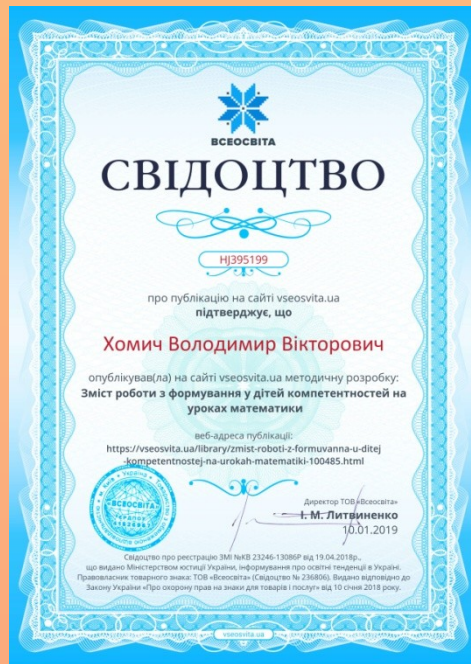 ВСЕОСВІТА
СВІДОЦТВО
HJ395199
про публікацію на сайті vseosvita.ua
підтверджує, що
Хомич Володимир Вікторович
опублікував(ла) на сайті vseosvita.ua методичну розробку:
Зміст роботи з формування у дітей компетентностей на
уроках математики
веб-адреса публікації:
https://vseosvita.ua/library/zmist-roboti-z-formuvanna-u-ditej
-kompetentnostej-na-urokah-matematiki-100485.html
Директор ТОВ «Всеосвіта»
І. М. Литвиненко
10.01.2019
ВСЕОСВІТА
Свідоцтво про реєстрацію ЗМІ №КВ 23246-13086Р від 19.04.2018р.,
що видано Міністерством юстиції України, інформування про освітні тенденції в Україні.
Правовласник товарного знака: ТОВ «Всеосвіта» (Свідоцтво № 236806). Видано відповідно до
Закону України «Про охорону прав на знаки для товарів і послуг» від 10 січня 2018 року.
vseosvita.ua